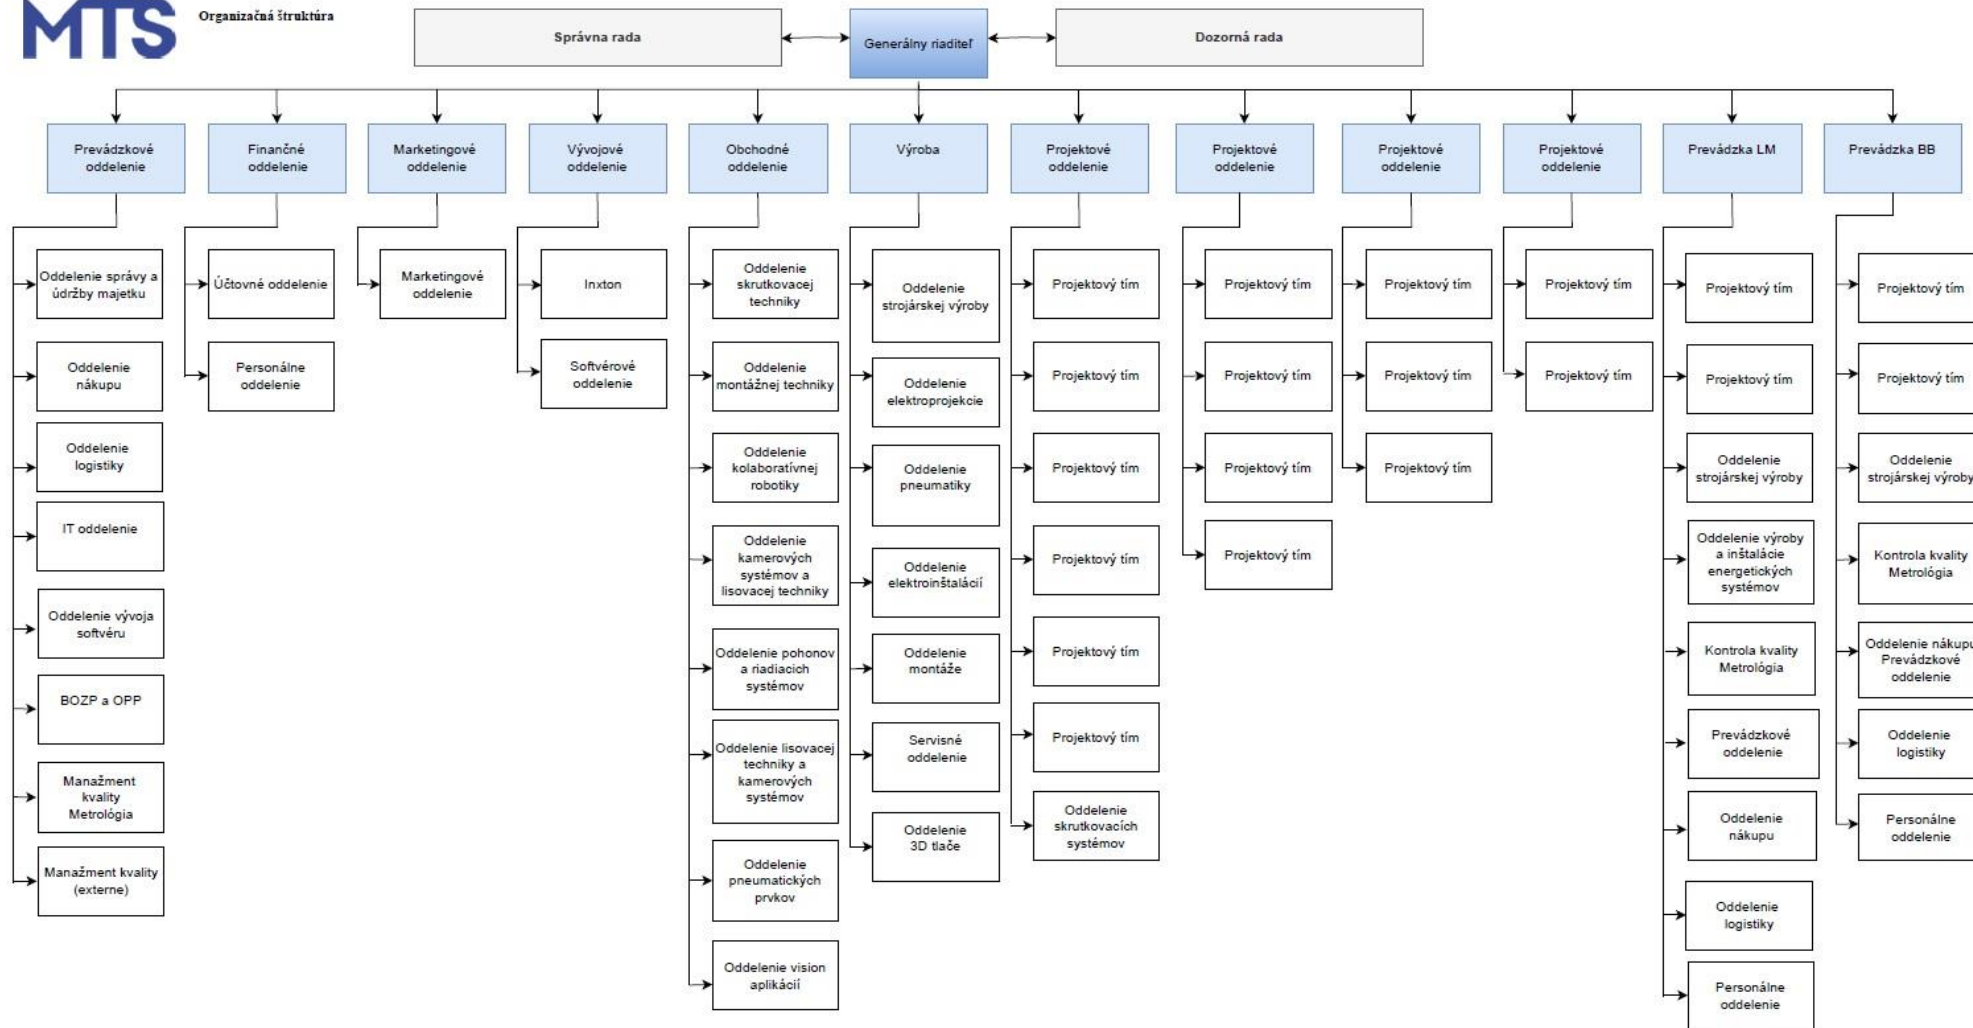 MTS
Organizačná štruktúra
Správna rada
Generálny riaditeľ
Dozorná rada
Prevádzkové
oddelenie
Finančné
oddelenie
Marketingové
oddelenie
Vývojové
oddelenie
Obchodné
oddelenie
Výroba
Projektové
oddelenie
Projektové
oddelenie
Projektové
oddelenie
Projektové
oddelenie
Prevádzka LM
Prevádzka BB
Oddelenie správy a
údržby majetku
Oddelenie
nákupu
Oddelenie
logistiky
IT oddelenie
Oddelenie vývoja
softvéru
BOZP a OPP
Manažment
kvality
Metrológia
Manažment kvality
(externe)
Účtovné oddelenie
Personálne
oddelenie
Marketingové
oddelenie
Inxton
Softvérové
oddelenie
Oddelenie
skrutkovacej
techniky
Oddelenie
montážnej techniky
Oddelenie
kolaboratívnej
robotiky
Oddelenie
kamerových
systémov a
lisovacej techniky
Oddelenie pohonov
a riadiacich
systémov
Oddelenie lisovacej
techniky a
kamerových
systémov
Oddelenie
pneumatických
prvkov
Oddelenie vision
aplikácií
Oddelenie
strojárskej výroby
Oddelenie
elektroprojekcie
Oddelenie
pneumatiky
Oddelenie
elektroinštalácií
Oddelenie
montáže
Servisné
oddelenie
Oddelenie
3D tlače
Projektový tím
Projektový tím
Projektový tím
Projektový tím
Projektový tím
Projektový tím
Oddelenie
skrutkovacích
systémov
Projektový tím
Projektový tím
Projektový tím
Projektový tím
Projektový tím
Projektový tím
Projektový tím
Projektový tím
Projektový tím
Projektový tím
Projektový tím
Oddelenie
strojárskej výroby
Oddelenie výroby
a inštalácie
energetických
systémov
Kontrola kvality
Metrológia
Prevádzkové
oddelenie
Oddelenie
nákupu
Oddelenie
logistiky
Personálne
oddelenie
Projektový tím
Projektový tím
Oddelenie
strojárskej výroby
Kontrola kvality
Metrológia
Oddelenie nákupu
Prevádzkové
oddelenie
Oddelenie
logistiky
Personálne
oddelenie